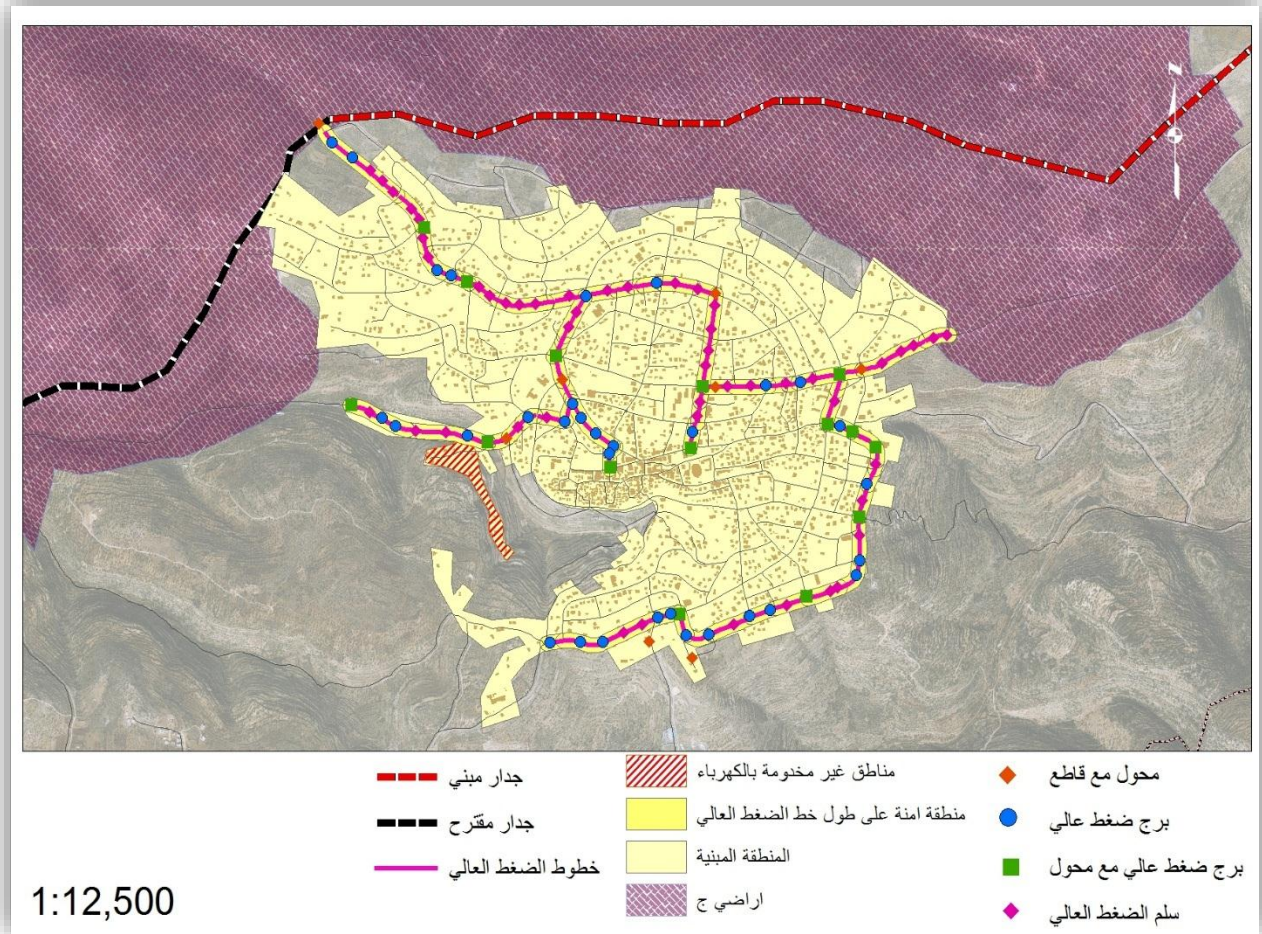 محول مع قاطع
برج ضغط عالي
برج ضغط عالي مع محول
سلم الضغط العالي
مناطق غير مخدومة بالكهرباء
منطقة امنة على طول خط الضغط العالي
المنطقة المبنية
اراضي ج
جدار مبني
جدار مقترح
خطوط الضغط العالي
1:12,500